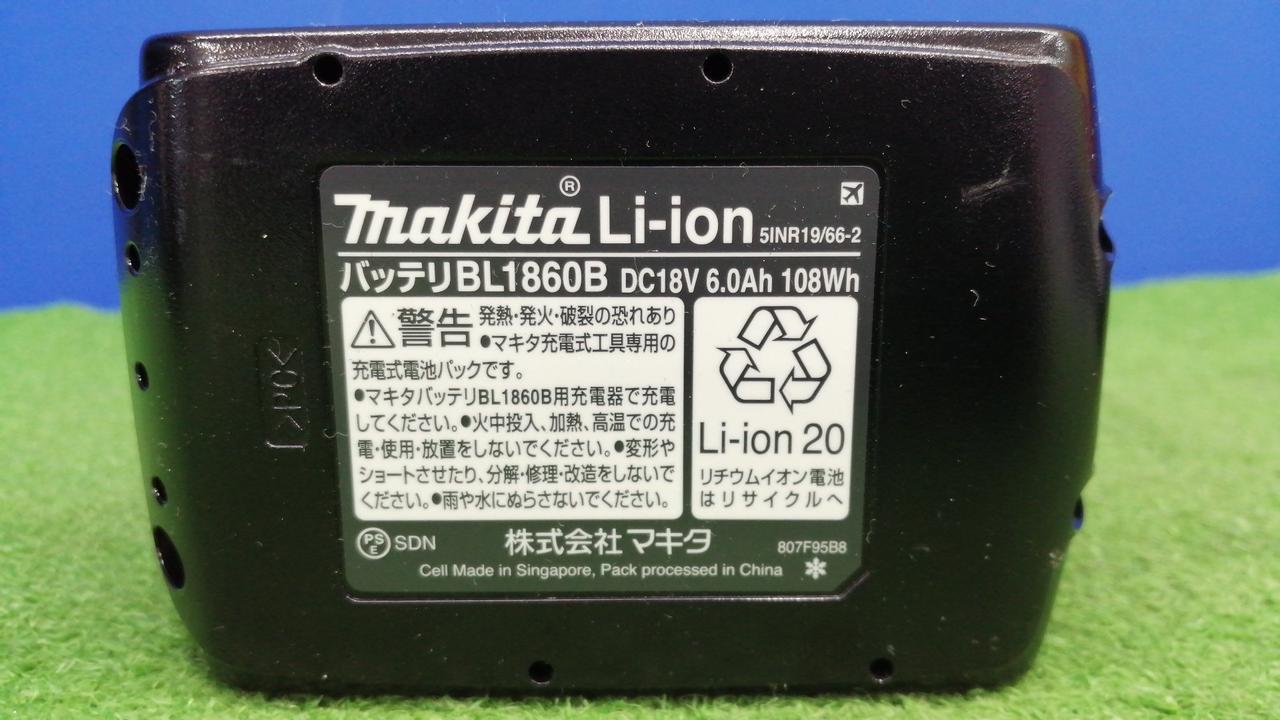 makita® Li-ion 5INR19/66-2
バッテリBL1860B DC18V 6.0Ah 108Wh
警告 発熱・発火・破裂の恐れあり
●マキタ充電式工具専用の
充電式電池パックです。
●マキタバッテリBL1860B用充電器で充電
してください。●火中投入、加熱、高温での充
電・使用・放置をしないでください。●変形や
ショートさせたり、分解・修理・改造をしないで
ください。●雨や水にぬらさないでください。
Li-ion 20
リチウムイオン電池
はリサイクルへ
PSE SDN 株式会社マキタ 807F95B8
Cell Made in Singapore, Pack processed in China
>PC<